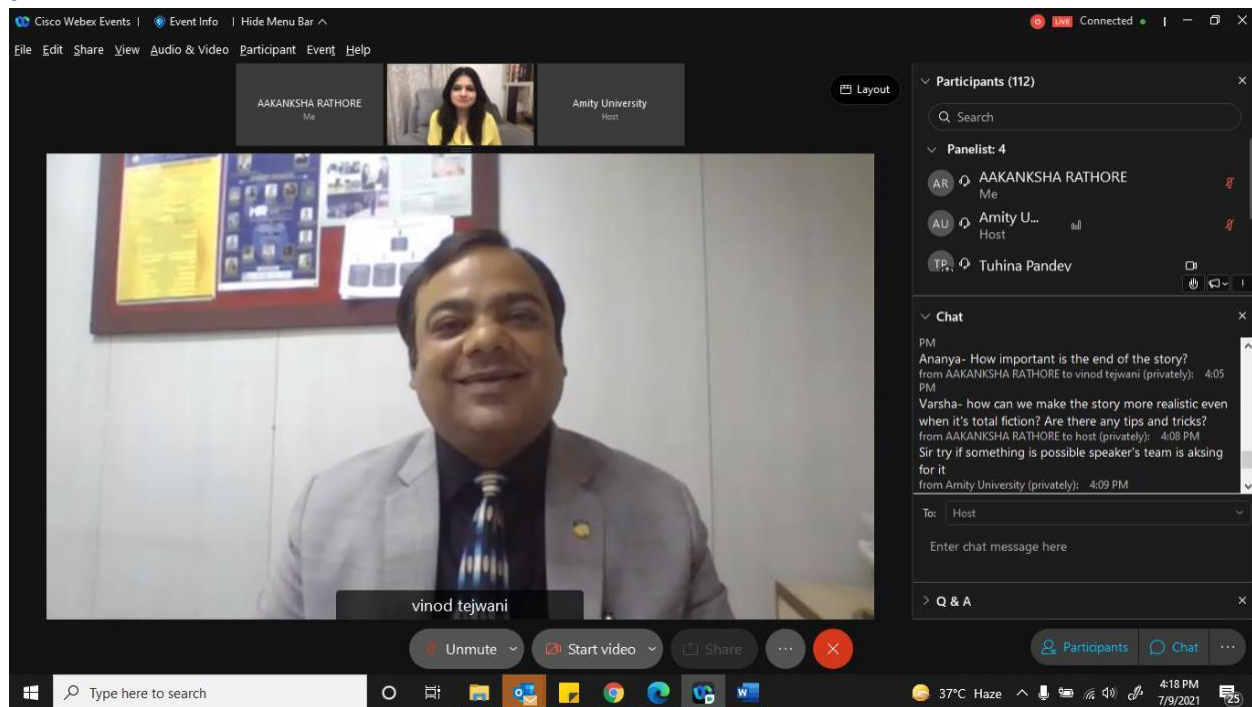 Cisco Webex Events | Event Info | Hide Menu Bar
LIVE Connected
File Edit Share View Audio & Video Participant Event Help
AAKANKSHA RATHORE
Me
Amity University
Host
Layout
vinod tejwani
Participants (112)
Search
Panelist: 4
AR AAKANKSHA RATHORE
Me
AU Amity U...
Host
TP Tuhina Pandey
Chat
PM
Ananya- How important is the end of the story?
from AAKANKSHA RATHORE to vinod tejwani (privately): 4:05
PM
Varsha- how can we make the story more realistic even
when it's total fiction? Are there any tips and tricks?
from AAKANKSHA RATHORE to host (privately): 4:08 PM
Sir try if something is possible speaker's team is aksing
for it
from Amity University (privately): 4:09 PM
To: Host
Enter chat message here
Q & A
Unmute Start video Share
Participants Chat
Type here to search
37°C Haze
4:18 PM
7/9/2021
25